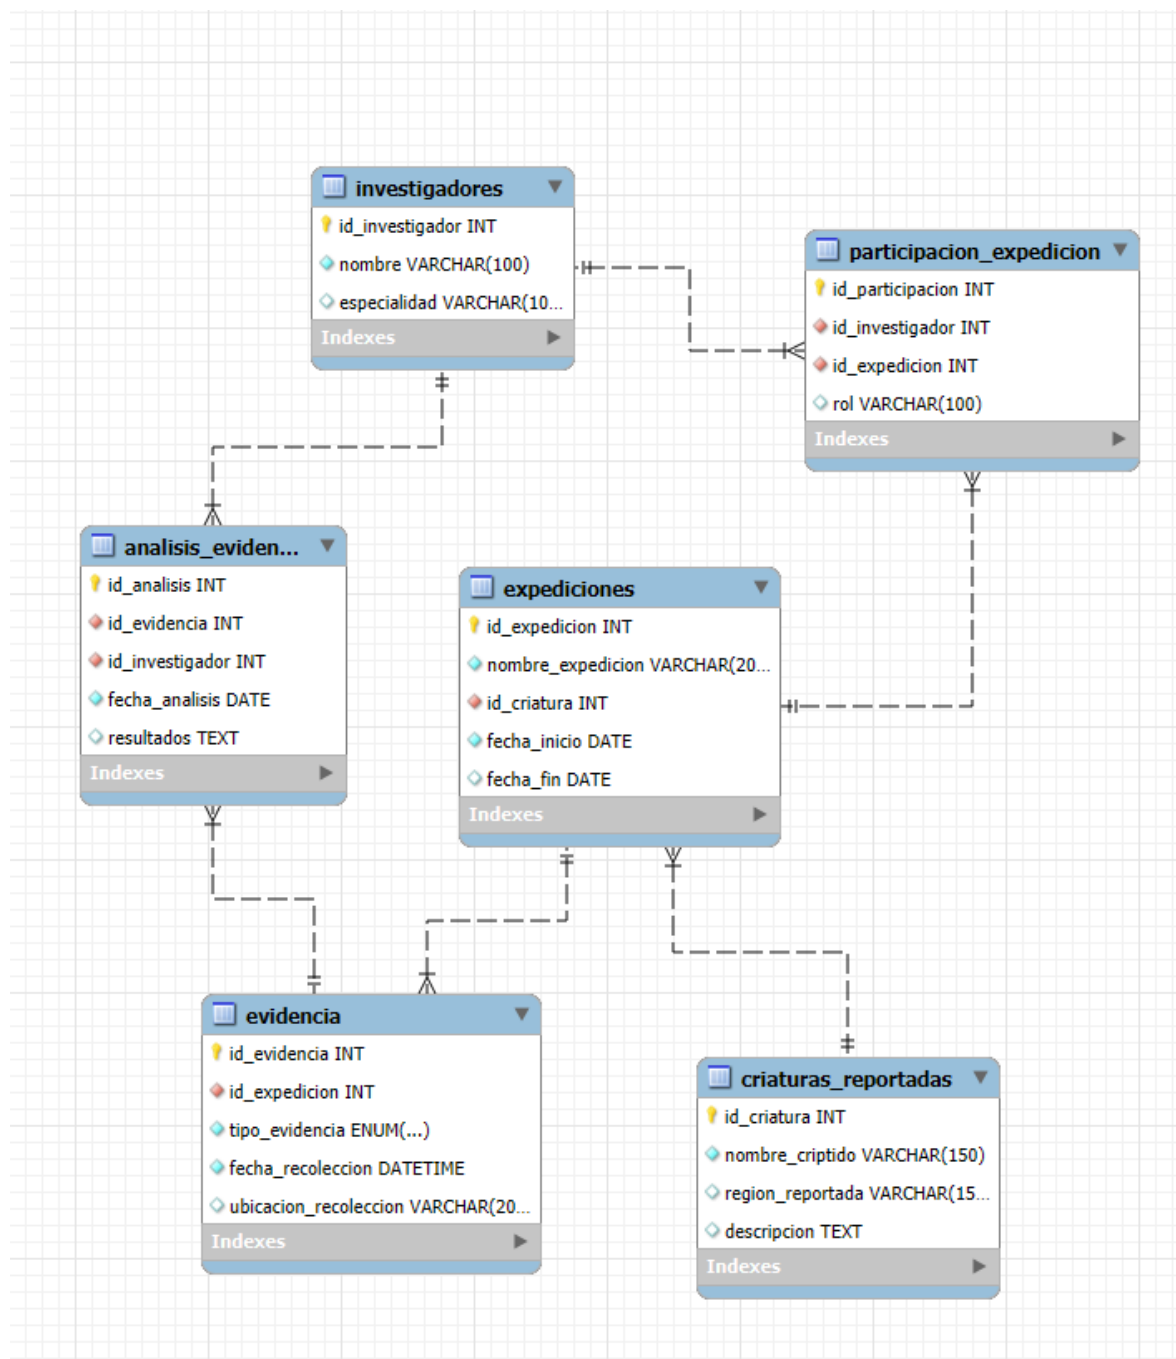 investigadores
id_investigador INT
nombre VARCHAR(100)
especialidad VARCHAR(10...
Indexes
participacion_expedicion
id_participacion INT
id_investigador INT
id_expedicion INT
rol VARCHAR(100)
Indexes
analisis_eviden...
id_analisis INT
id_evidencia INT
id_investigador INT
fecha_analisis DATE
resultados TEXT
Indexes
expediciones
id_expedicion INT
nombre_expedicion VARCHAR(20...
id_criatura INT
fecha_inicio DATE
fecha_fin DATE
Indexes
evidencia
id_evidencia INT
id_expedicion INT
tipo_evidencia ENUM(...)
fecha_recoleccion DATETIME
ubicacion_recoleccion VARCHAR(20...
Indexes
criaturas_reportadas
id_criatura INT
nombre_criptido VARCHAR(150)
region_reportada VARCHAR(15...
descripcion TEXT
Indexes